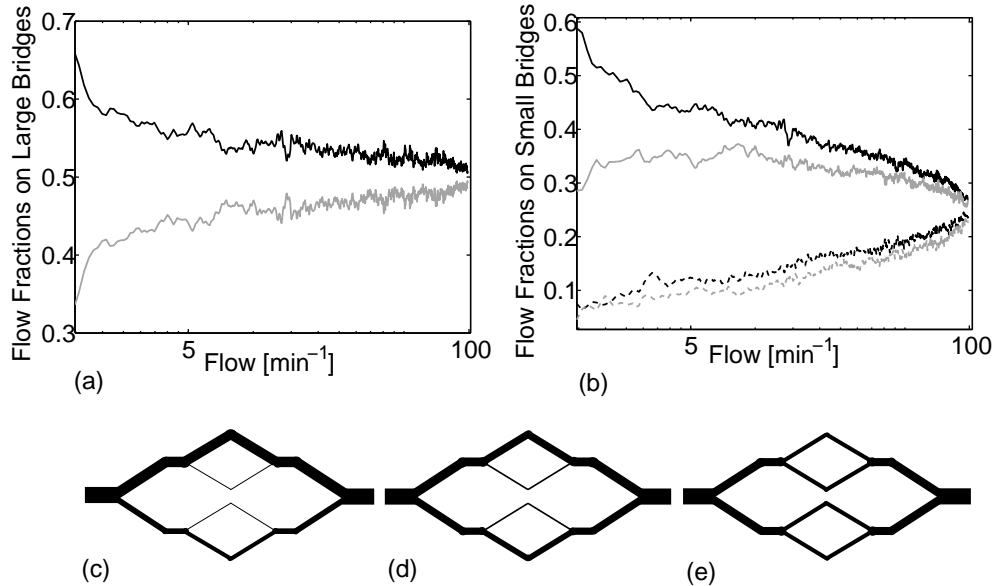 Flow Fractions on Large Bridges
0.7
0.6
0.5
0.4
0.3
5
100
Flow [min⁻¹]
(a)
Flow Fractions on Small Bridges
0.6
0.5
0.4
0.3
0.2
0.1
5
100
Flow [min⁻¹]
(b)
(c)
(d)
(e)